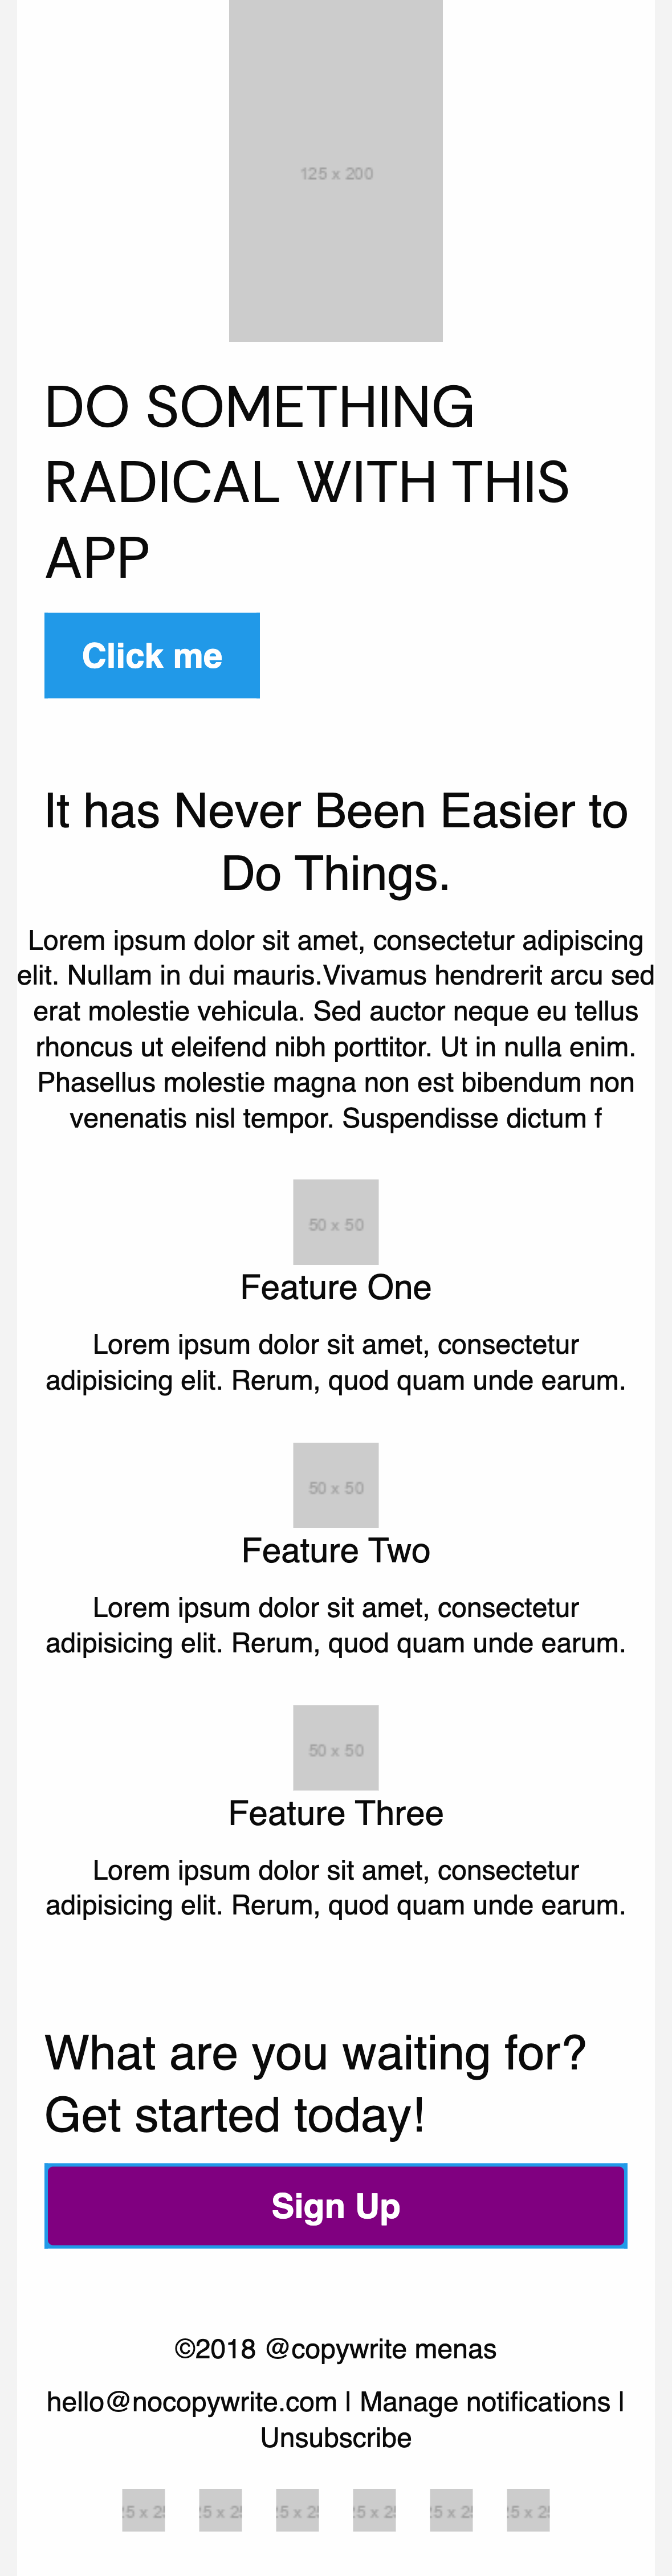 125 x 200
DO SOMETHING
RADICAL WITH THIS
APP
Click me
It has Never Been Easier to
Do Things.
Lorem ipsum dolor sit amet, consectetur adipiscing
elit. Nullam in dui mauris.Vivamus hendrerit arcu sed
erat molestie vehicula. Sed auctor neque eu tellus
rhoncus ut eleifend nibh porttitor. Ut in nulla enim.
Phasellus molestie magna non est bibendum non
venenatis nisl tempor. Suspendisse dictum f
50 x 50
Feature One
Lorem ipsum dolor sit amet, consectetur
adipisicing elit. Rerum, quod quam unde earum.
50 x 50
Feature Two
Lorem ipsum dolor sit amet, consectetur
adipisicing elit. Rerum, quod quam unde earum.
50 x 50
Feature Three
Lorem ipsum dolor sit amet, consectetur
adipisicing elit. Rerum, quod quam unde earum.
What are you waiting for?
Get started today!
Sign Up
©2018 @copywrite menas
hello@nocopywrite.com | Manage notifications |
Unsubscribe